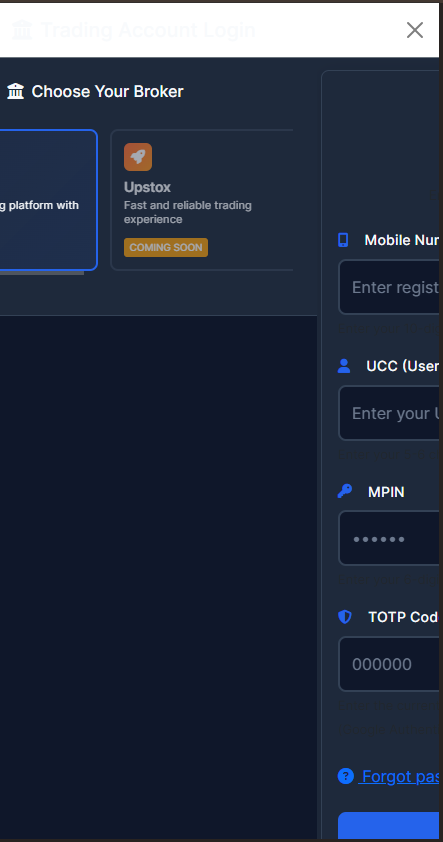 Trading Account Login
Choose Your Broker
g platform with
Upstox
Fast and reliable trading
experience
COMING SOON
Mobile Nur
Enter regist
UCC (User
Enter your U
MPIN
••••••
TOTP Cod
000000
Forgot pas